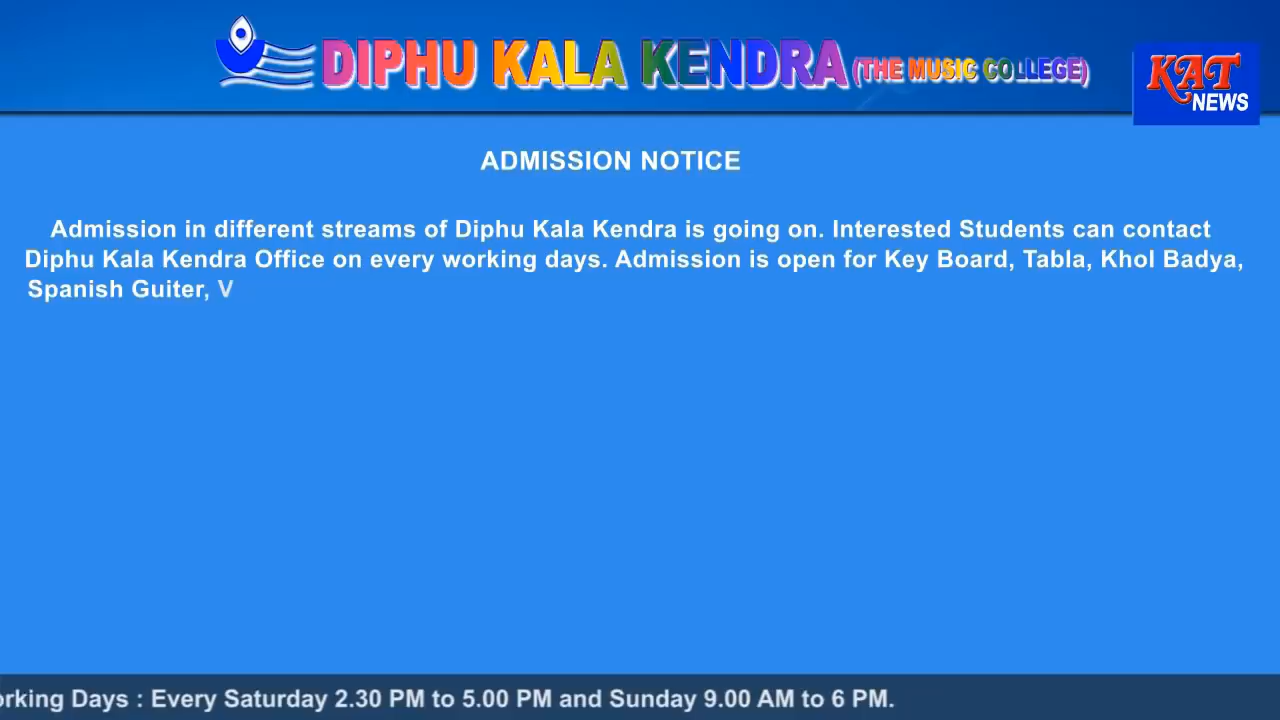 DIPHU KALA KENDRA (THE MUSIC COLLEGE)
KAT
NEWS
ADMISSION NOTICE
Admission in different streams of Diphu Kala Kendra is going on. Interested Students can contact
Diphu Kala Kendra Office on every working days. Admission is open for Key Board, Tabla, Khol Badya,
Spanish Guiter, V
orking Days : Every Saturday 2.30 PM to 5.00 PM and Sunday 9.00 AM to 6 PM.